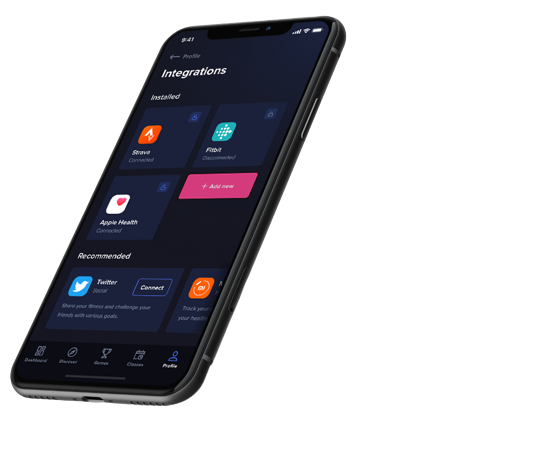 9:41
Profile
Integrations
Installed
Strava
Connected
Fitbit
Disconnected
Apple Health
Connected
+ Add new
Recommended
Twitter
Social
Connect
Share your fitness and challenge your
friends with various goals.
Track your
your health
Dashboard
Discover
Games
Classes
Profile